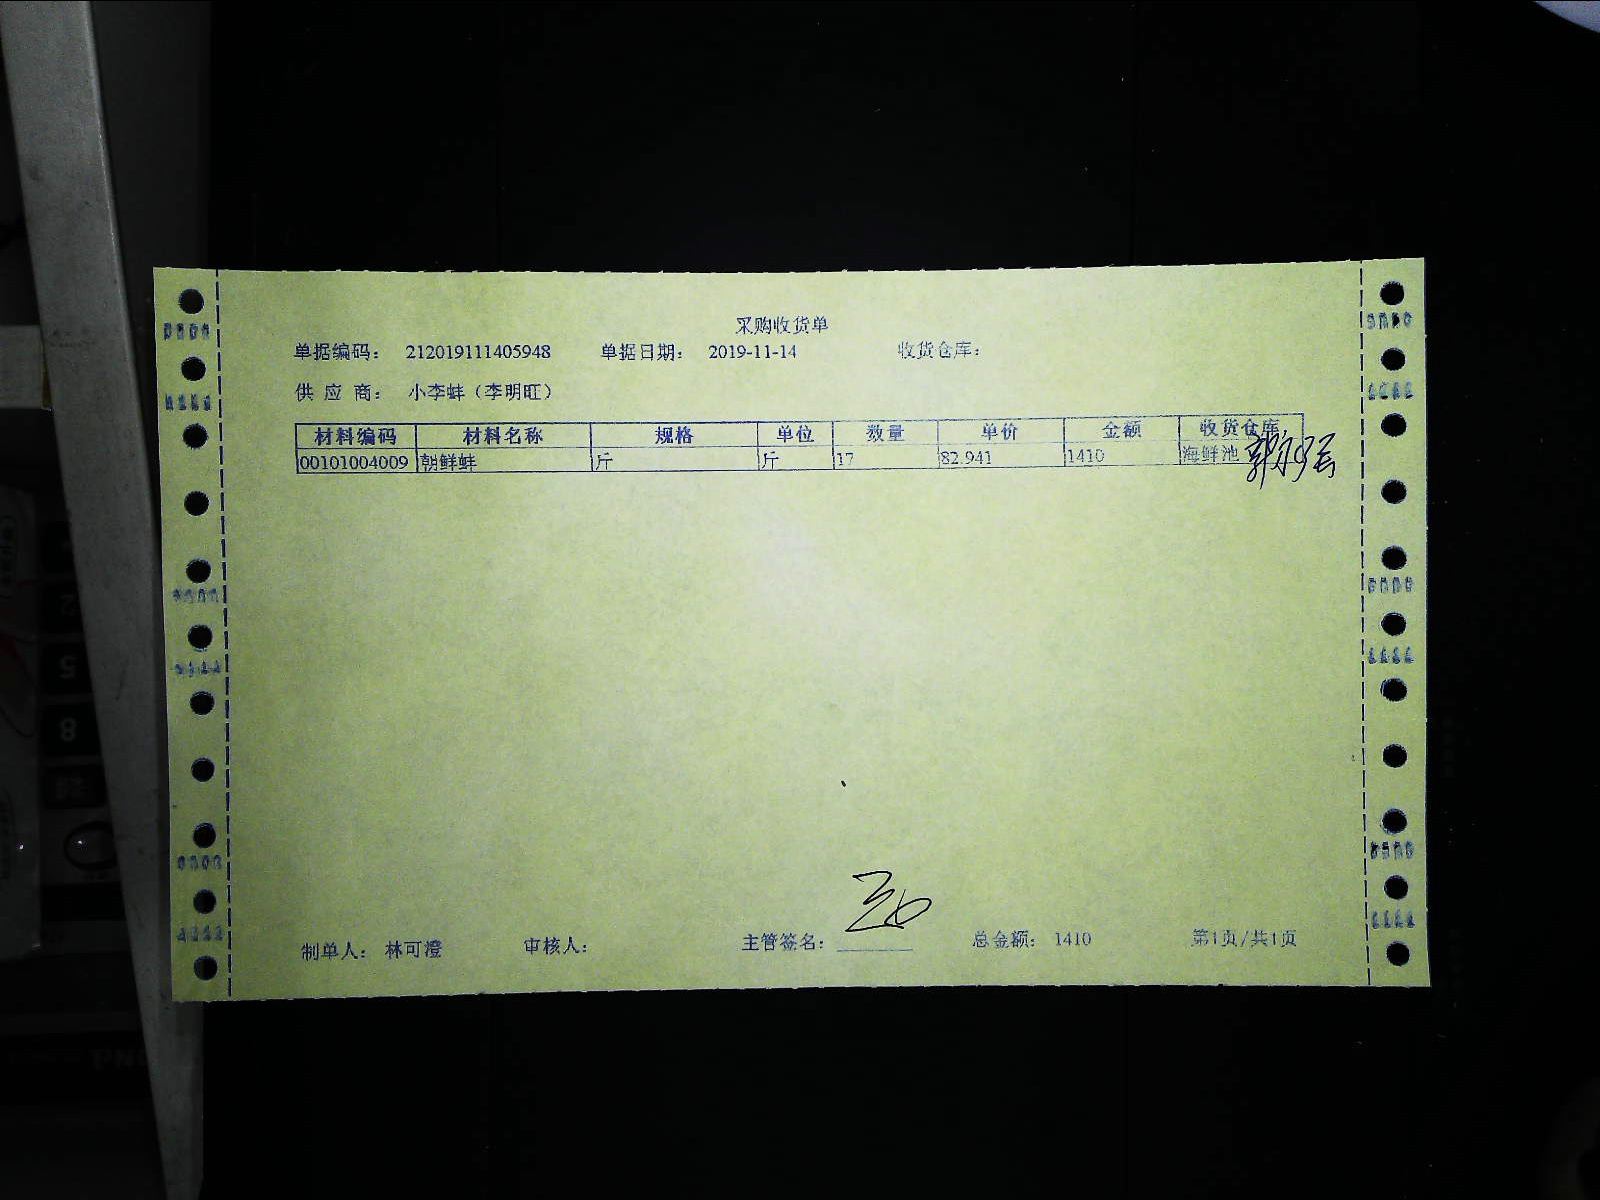 采购收货单
单据编码： 212019111405948 单据日期： 2019-11-14 收货仓库：
供 应 商： 小李蚌（李明旺）
材料编码 材料名称 规格 单位 数量 单价 金额 收货仓库
00101004009 朝鲜蚌 斤 斤 17 82.941 1410 海鲜池
制单人： 林可澄 审核人： 主管签名： 总金额： 1410 第1页/共1页